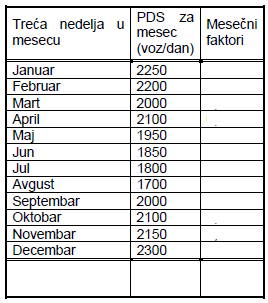 Treća nedelja u mesecu PDS za mesec (voz/dan) Mesečni faktori
Januar 2250
Februar 2200
Mart 2000
April 2100
Maj 1950
Jun 1850
Jul 1800
Avgust 1700
Septembar 2000
Oktobar 2100
Novembar 2150
Decembar 2300